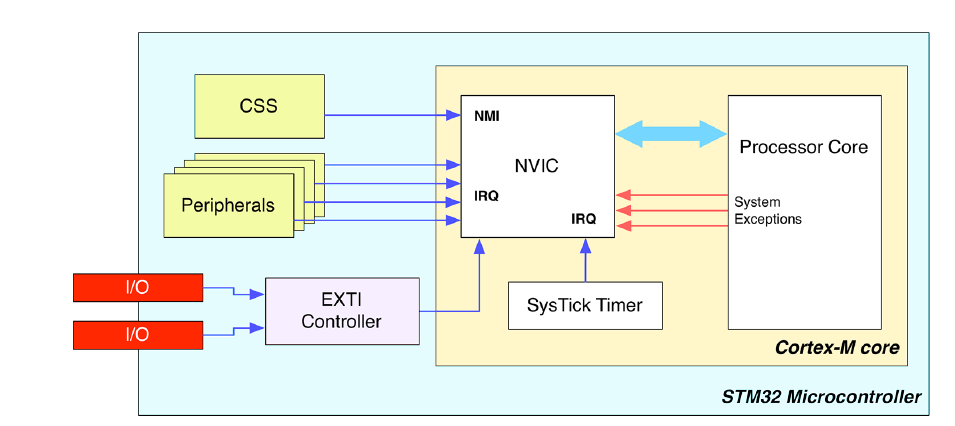 CSS
NMI
NVIC
Processor Core
Peripherals
IRQ
IRQ
System
Exceptions
I/O
I/O
EXTI
Controller
SysTick Timer
Cortex-M core
STM32 Microcontroller